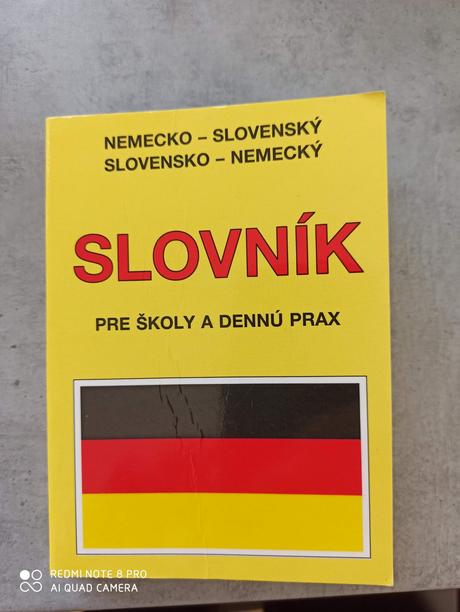 NEMECKO – SLOVENSKÝ
SLOVENSKO – NEMECKÝ
SLOVNÍK
PRE ŠKOLY A DENNÚ PRAX
REDMI NOTE 8 PRO
AI QUAD CAMERA